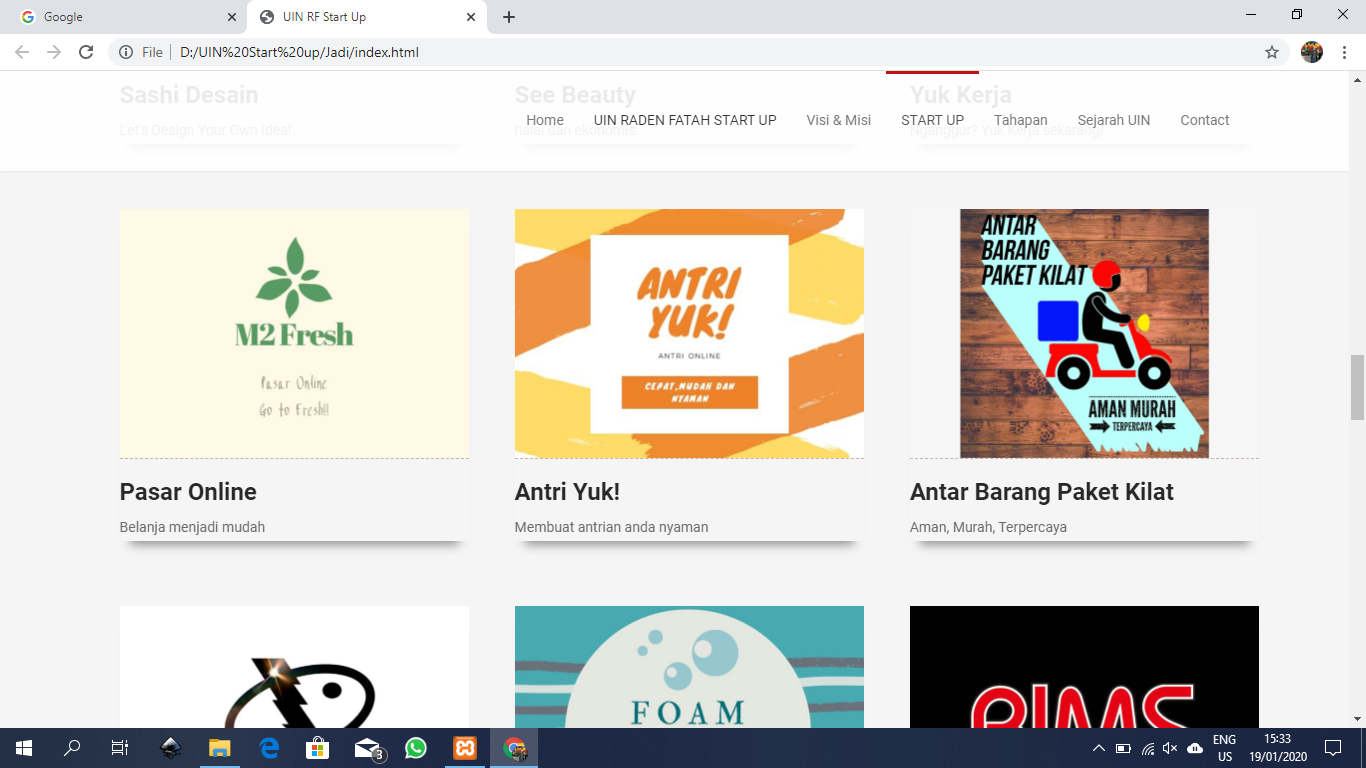 Google
UIN RF Start Up
File
D:/UIN%20Start%20up/Jadi/index.html
Sashi Desain
See Beauty
Yuk Kerja
Home
UIN RADEN FATAH START UP
Visi & Misi
START UP
Tahapan
Sejarah UIN
Contact
Let's Design Your Own Idea!
halal dan ekonomis.
Nganggur? Yuk Kerja sekarang!
M2 Fresh
Pasar Online
Go to Fresh!!
ANTRI
YUK!
ANTRI ONLINE
CEPAT,MUDAH DAN
NYAMAN
ANTAR
BARANG
PAKET KILAT
AMAN MURAH
TERPERCAYA
Pasar Online
Belanja menjadi mudah
Antri Yuk!
Membuat antrian anda nyaman
Antar Barang Paket Kilat
Aman, Murah, Terpercaya
FOAM
3
ENG
US
15:33
19/01/2020